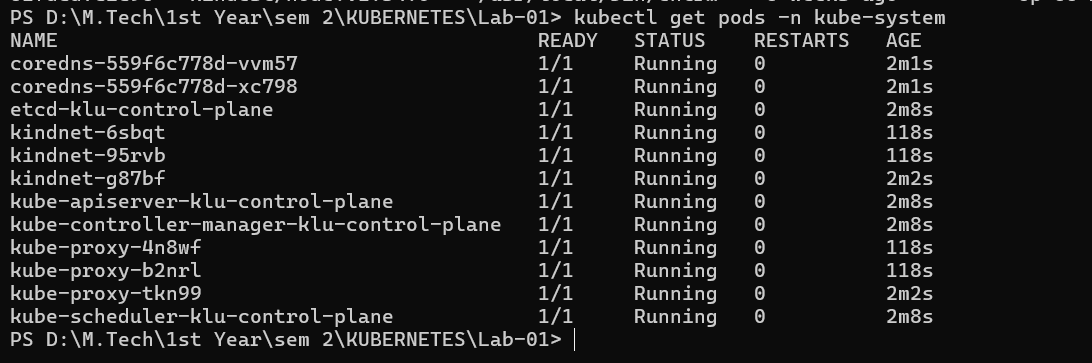 PS D:\M.Tech\1st Year\sem 2\KUBERNETES\Lab-01> kubectl get pods -n kube-system
NAME READY STATUS RESTARTS AGE
coredns-559f6c778d-vvm57 1/1 Running 0 2m1s
coredns-559f6c778d-xc798 1/1 Running 0 2m1s
etcd-klu-control-plane 1/1 Running 0 2m8s
kindnet-6sbqt 1/1 Running 0 118s
kindnet-95rvb 1/1 Running 0 118s
kindnet-g87bf 1/1 Running 0 2m2s
kube-apiserver-klu-control-plane 1/1 Running 0 2m8s
kube-controller-manager-klu-control-plane 1/1 Running 0 2m8s
kube-proxy-4n8wf 1/1 Running 0 118s
kube-proxy-b2nrl 1/1 Running 0 118s
kube-proxy-tkn99 1/1 Running 0 2m2s
kube-scheduler-klu-control-plane 1/1 Running 0 2m8s
PS D:\M.Tech\1st Year\sem 2\KUBERNETES\Lab-01>